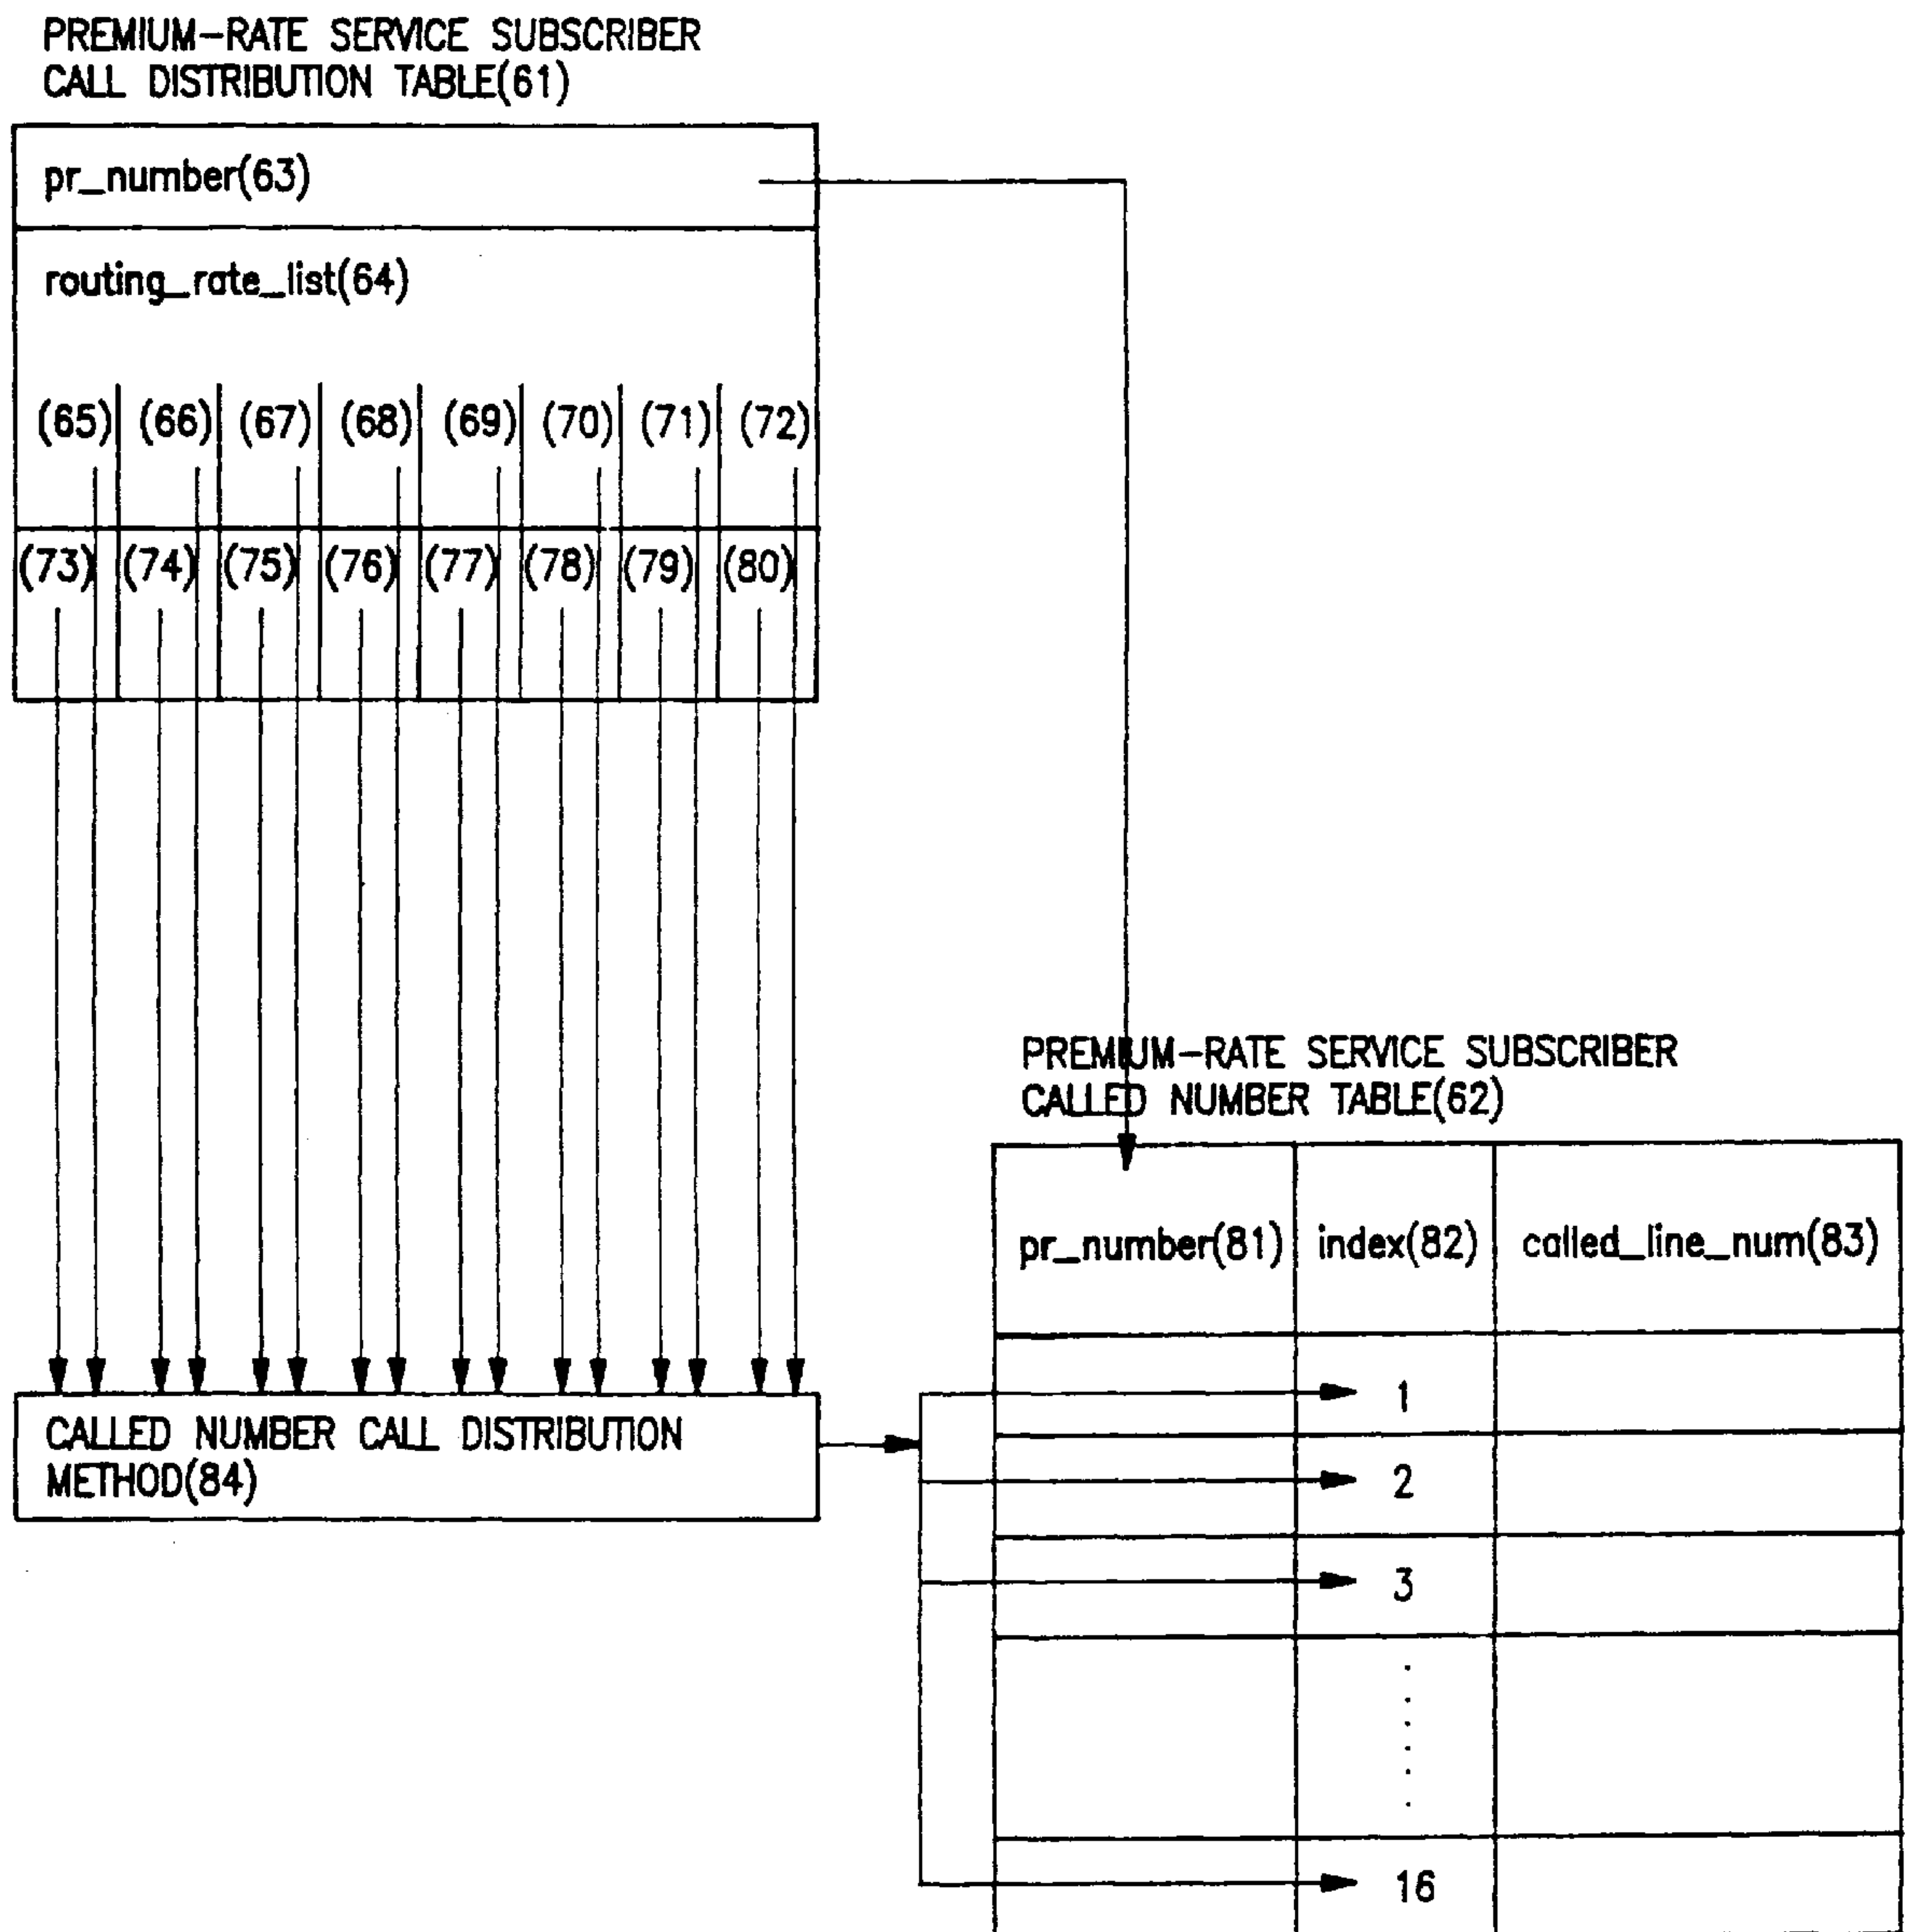 PREMIUM-RATE SERVICE SUBSCRIBER
CALL DISTRIBUTION TABLE(61)
pr_number(63)
routing_rate_list(64)
(65) (66) (67) (68) (69) (70) (71) (72)
(73) (74) (75) (76) (77) (78) (79) (80)
PREMIUM-RATE SERVICE SUBSCRIBER
CALLED NUMBER TABLE(62)
pr_number(81) index(82) called_line_num(83)
CALLED NUMBER CALL DISTRIBUTION
METHOD(84)
1
2
3
16